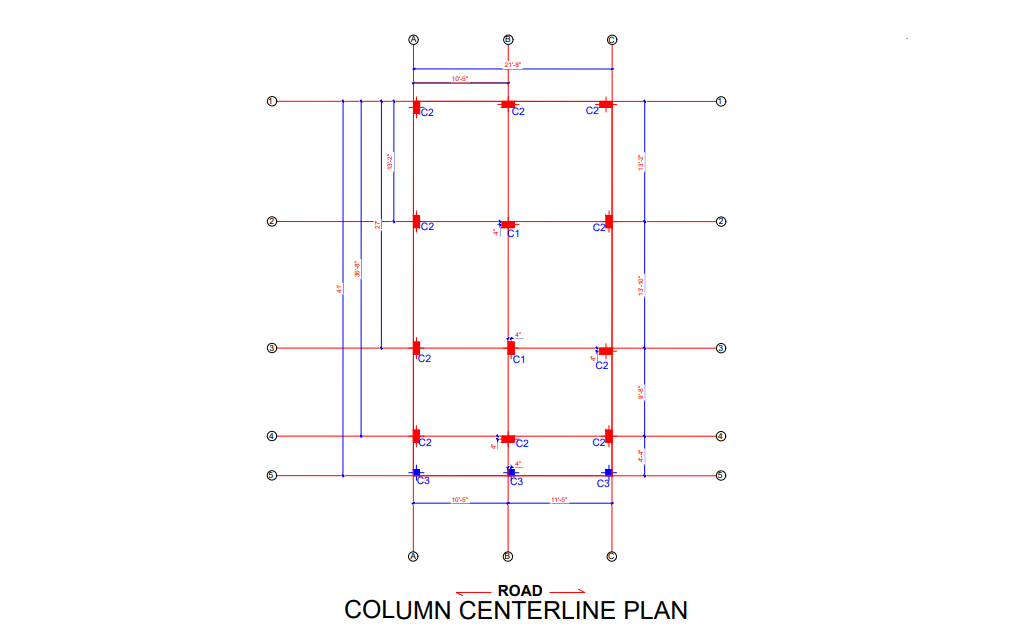 A B C
21'-8"
10'-5"
1 1
C2 C2 C2
13'-2" 13'-2"
2 2
C2 C1 C2
4"
27'
36'-8" 13'-10"
41'
4"
3 3
C2 C1 C2
4"
9'-8"
4 4
C2 C2 C2
4"
4'-4"
4"
5 5
C3 C3 C3
10'-5" 11'-5"
A B C
ROAD
COLUMN CENTERLINE PLAN